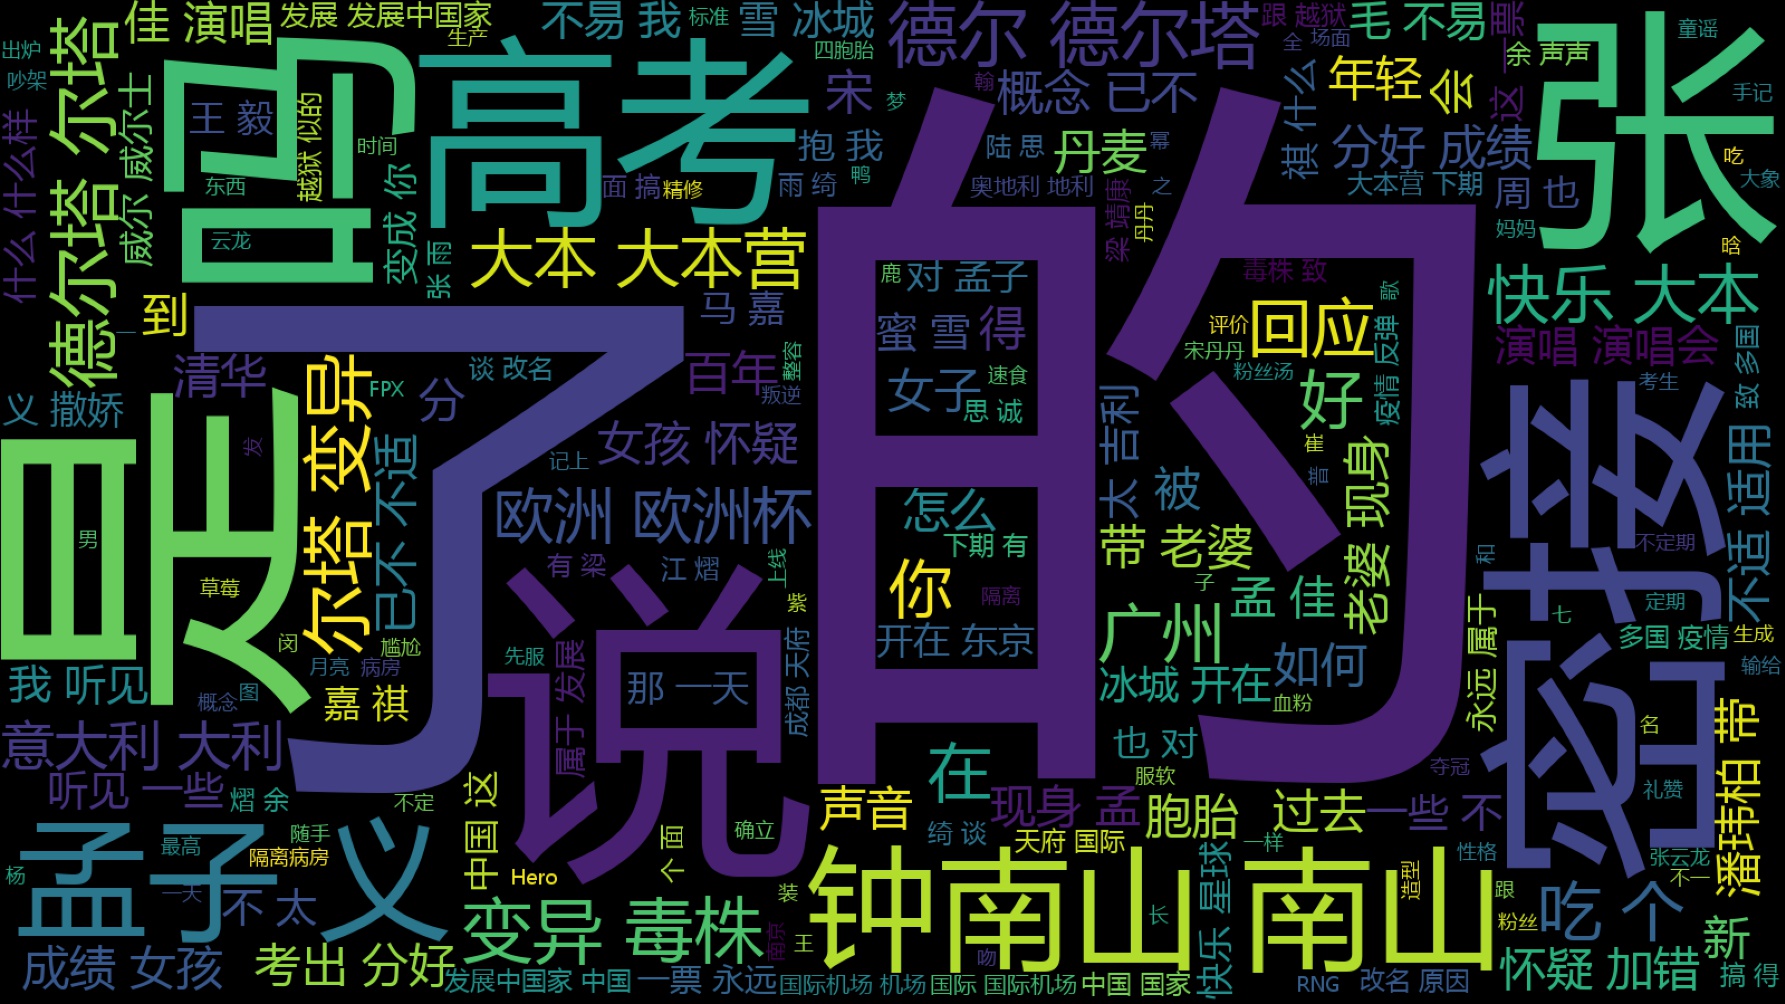 佳 演唱
发展 发展中国家
不易 我
标准
雪 冰城
德尔 德尔塔
跟 越狱
毛 不易
一票
张
童谣
出炉
吵架
德尔塔 尔塔
吗
高考
生产
四胞胎
宋
梦
翰
概念 已不
全 场面
什么
祺 什么
年轻
会
余 声声
这
手记
什么 什么样
威尔 威尔士
王 毅
越狱 似的
时间
变成 你
东西
云龙
张 雨
面 搞
精修
抱 我
雨 绮
鸭
陆 思
奥地利 地利
丹麦
幂
之
梁 靖康
丹丹
分好 成绩
大本营 下期
周 也
妈妈
吃
大象
晗
到
一
大本 大本营
马 嘉
的
鹿
对 孟子
毒株 致
快乐 大本
清华
了
谈 改名
百年
整容
叛逆
蜜 雪
得
女子
速食
思 诚
评价
宋丹丹
粉丝汤
回应
歌
疫情 反弹
演唱 演唱会
致 多国
义 撒娇
是
发
尔塔 变异
FPX
分
已不 不适
女孩 怀疑
记上
好
崔
普
考生
密接
太 吉利
被
目
男
草莓
欧洲 欧洲杯
怎么
下期 有
带 老婆
老婆 现身
和
不定期
不适 适用
闵
尴尬
月亮
病房
有 梁
江 熠
上线
紫
你
隔离
子
孟 佳
七
定期
我 听见
概念
图
嘉 祺
先服
属于 发展
说
那 一天
成都 天府
开在 东京
广州
冰城 开在
如何
血粉
永远 属于
多国 疫情
生成
输给
意大利 大利
听见 一些
熠 余
不定
中国 这
个 面
确立
在
也 对
服软
夺冠
名
礼赞
潘玮柏 带
孟子义
最高
随手
隔离病房
杨
一天
不 太
Hero
装
声音
绮 谈
现身 孟
天府 国际
胞胎
过去
一样
一些 不
性格
张云龙
不一
成绩 女孩
考出 分好
变异 毒株
南京
王
钟南山 南山
吻
长
快乐 星球
造型
跟
粉丝
吃 个
新
发展中国家 中国
一票 永远
国际机场 机场
国际 国际机场
中国 国家
RNG
改名 原因
怀疑 加错
搞 得